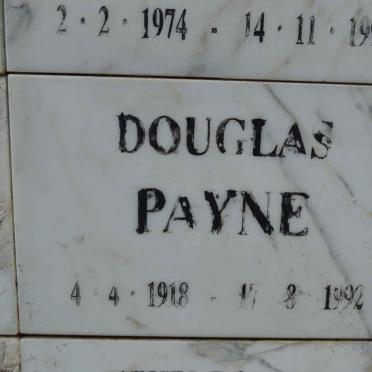 2 · 2 · 1974 - 14 · 11 ·
DOUGLAS
PAYNE
4 · 4 · 1918 - 17 · 8 · 1992